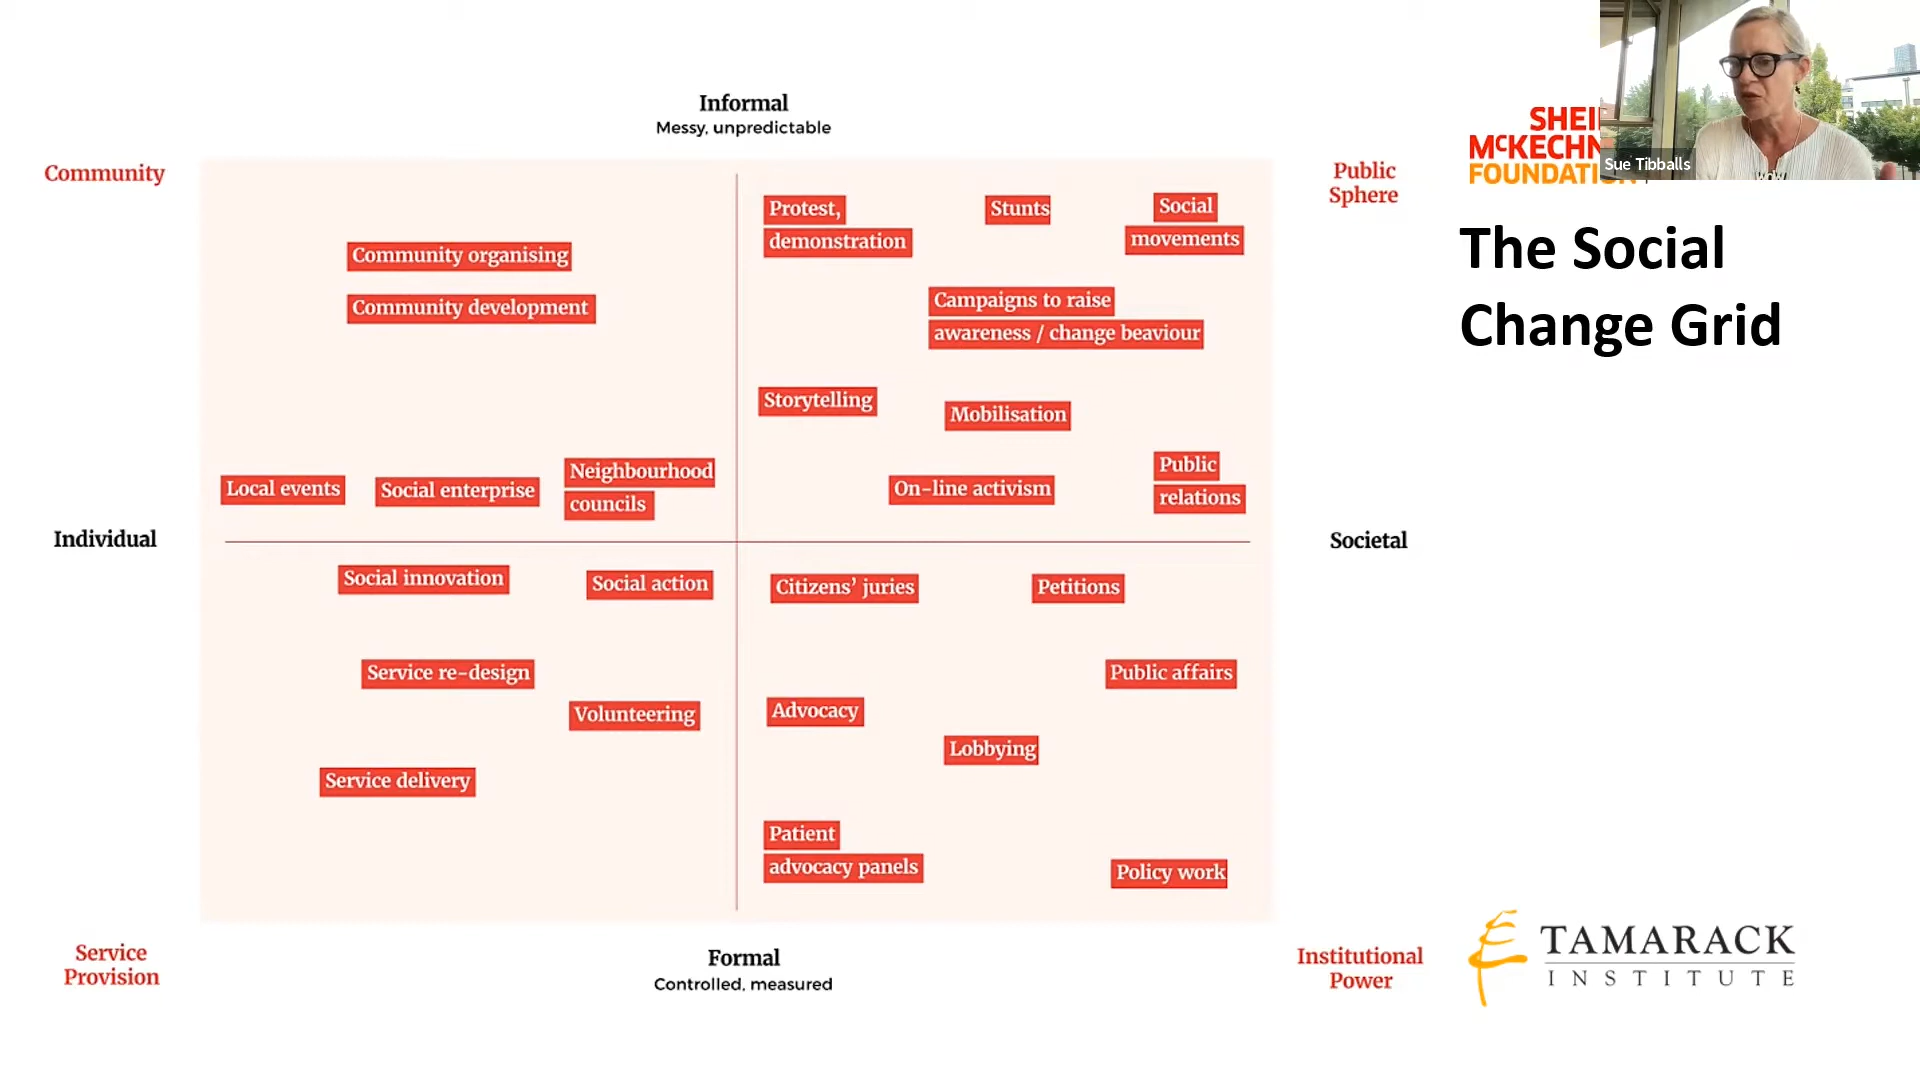 Informal
Messy, unpredictable
Community
Public
Sphere
SHEI
McKECHN
FOUNDATION
Sue Tibballs
The Social
Change Grid
Protest,
demonstration
Stunts
Social
movements
Community organising
Community development
Campaigns to raise
awareness / change beaviour
Storytelling
Mobilisation
Local events
Social enterprise
Neighbourhood
councils
On-line activism
Public
relations
Individual
Societal
Social innovation
Social action
Citizens’ juries
Petitions
Service re-design
Volunteering
Public affairs
Advocacy
Lobbying
Service delivery
Patient
advocacy panels
Policy work
Service
Provision
Formal
Controlled, measured
Institutional
Power
TAMARACK
INSTITUTE